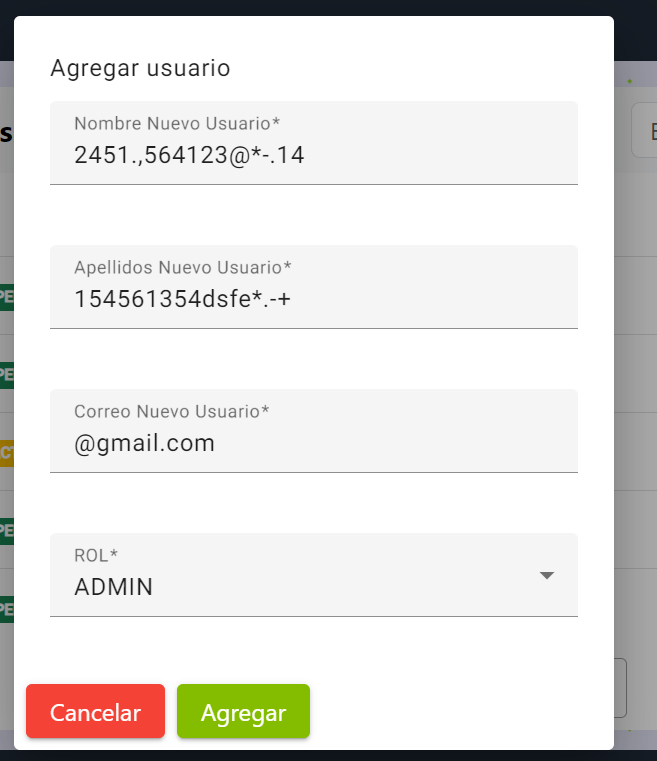 Agregar usuario
Nombre Nuevo Usuario*
2451.,564123@*-.14
Apellidos Nuevo Usuario*
154561354dsfe*.-+
Correo Nuevo Usuario*
@gmail.com
ROL*
ADMIN
Cancelar
Agregar